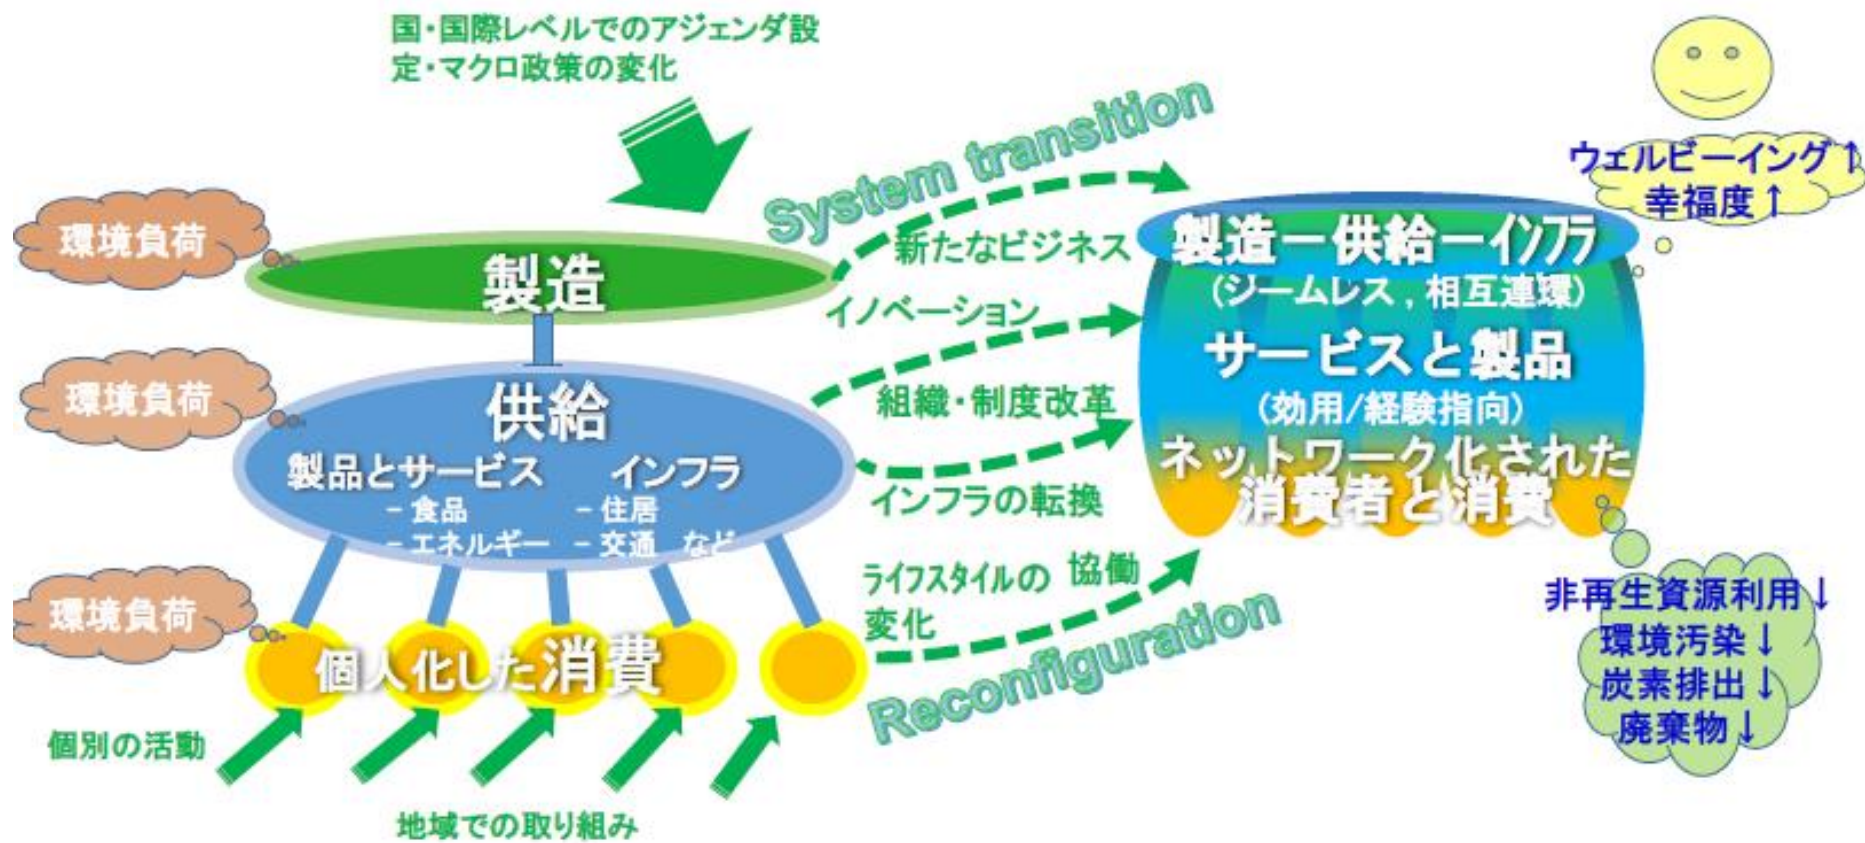 国・国際レベルでのアジェンダ設
定・マクロ政策の変化
System transition
環境負荷
製造
環境負荷
供給
製品とサービス インフラ
－食品 －住居
－エネルギー －交通 など
環境負荷
個人化した消費
個別の活動
地域での取り組み
新たなビジネス
イノベーション
組織・制度改革
インフラの転換
ライフスタイルの 協働
変化
Reconfiguration
ウェルビーイング↑
幸福度↑
製造－供給－インフラ
(シームレス, 相互連環)
サービスと製品
(効用/経験指向)
ネットワーク化された
消費者と消費
非再生資源利用↓
環境汚染↓
炭素排出↓
廃棄物↓